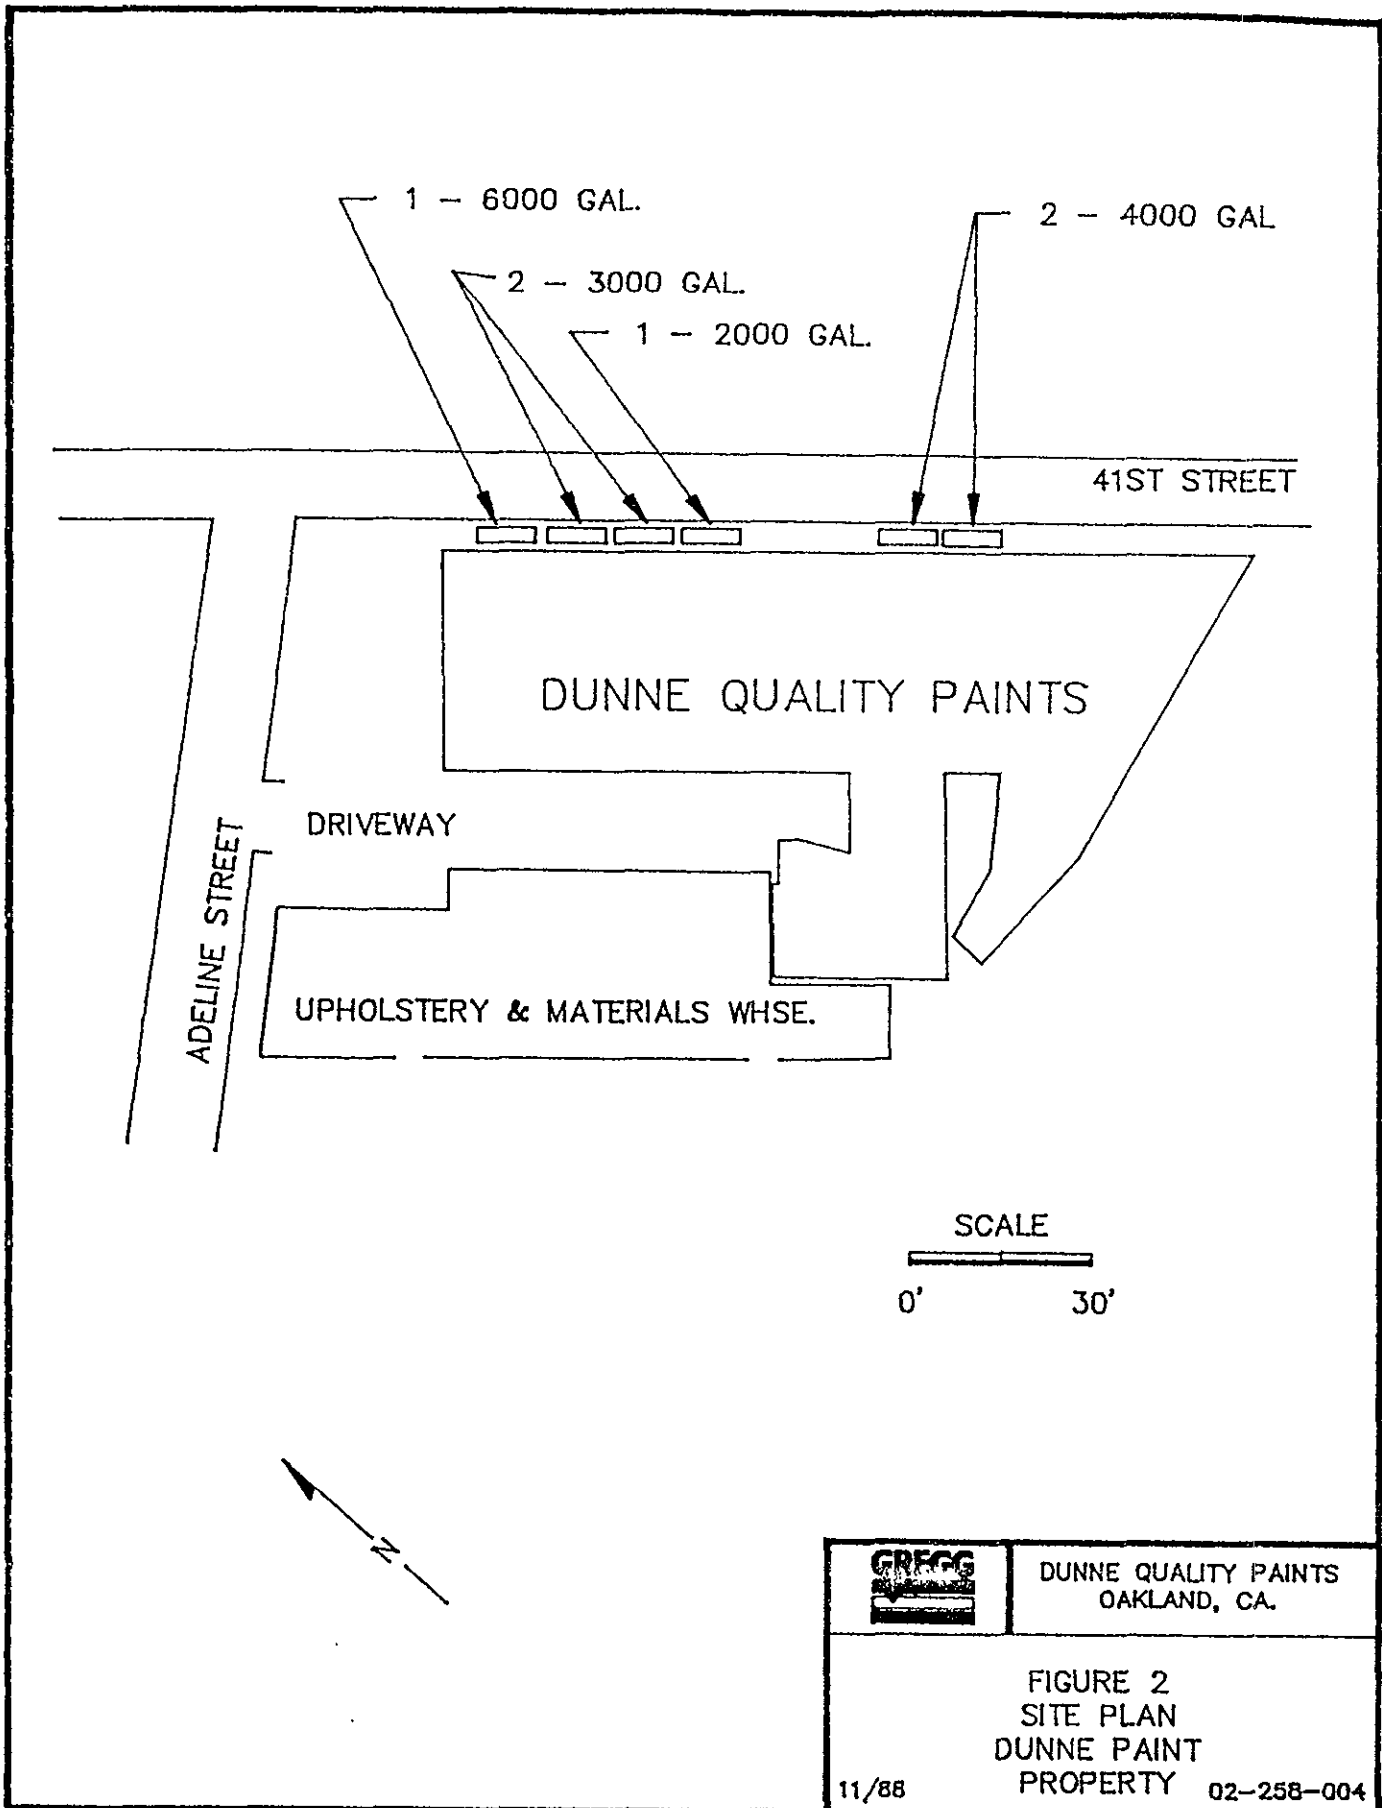 1 - 6000 GAL.
2 - 4000 GAL
2 - 3000 GAL.
1 - 2000 GAL.
41ST STREET
DUNNE QUALITY PAINTS
DRIVEWAY
ADELINE STREET
UPHOLSTERY & MATERIALS WHSE.
SCALE
0' 30'
N
GREGG
DUNNE QUALITY PAINTS
OAKLAND, CA.
FIGURE 2
SITE PLAN
DUNNE PAINT
PROPERTY
11/88
02-258-004